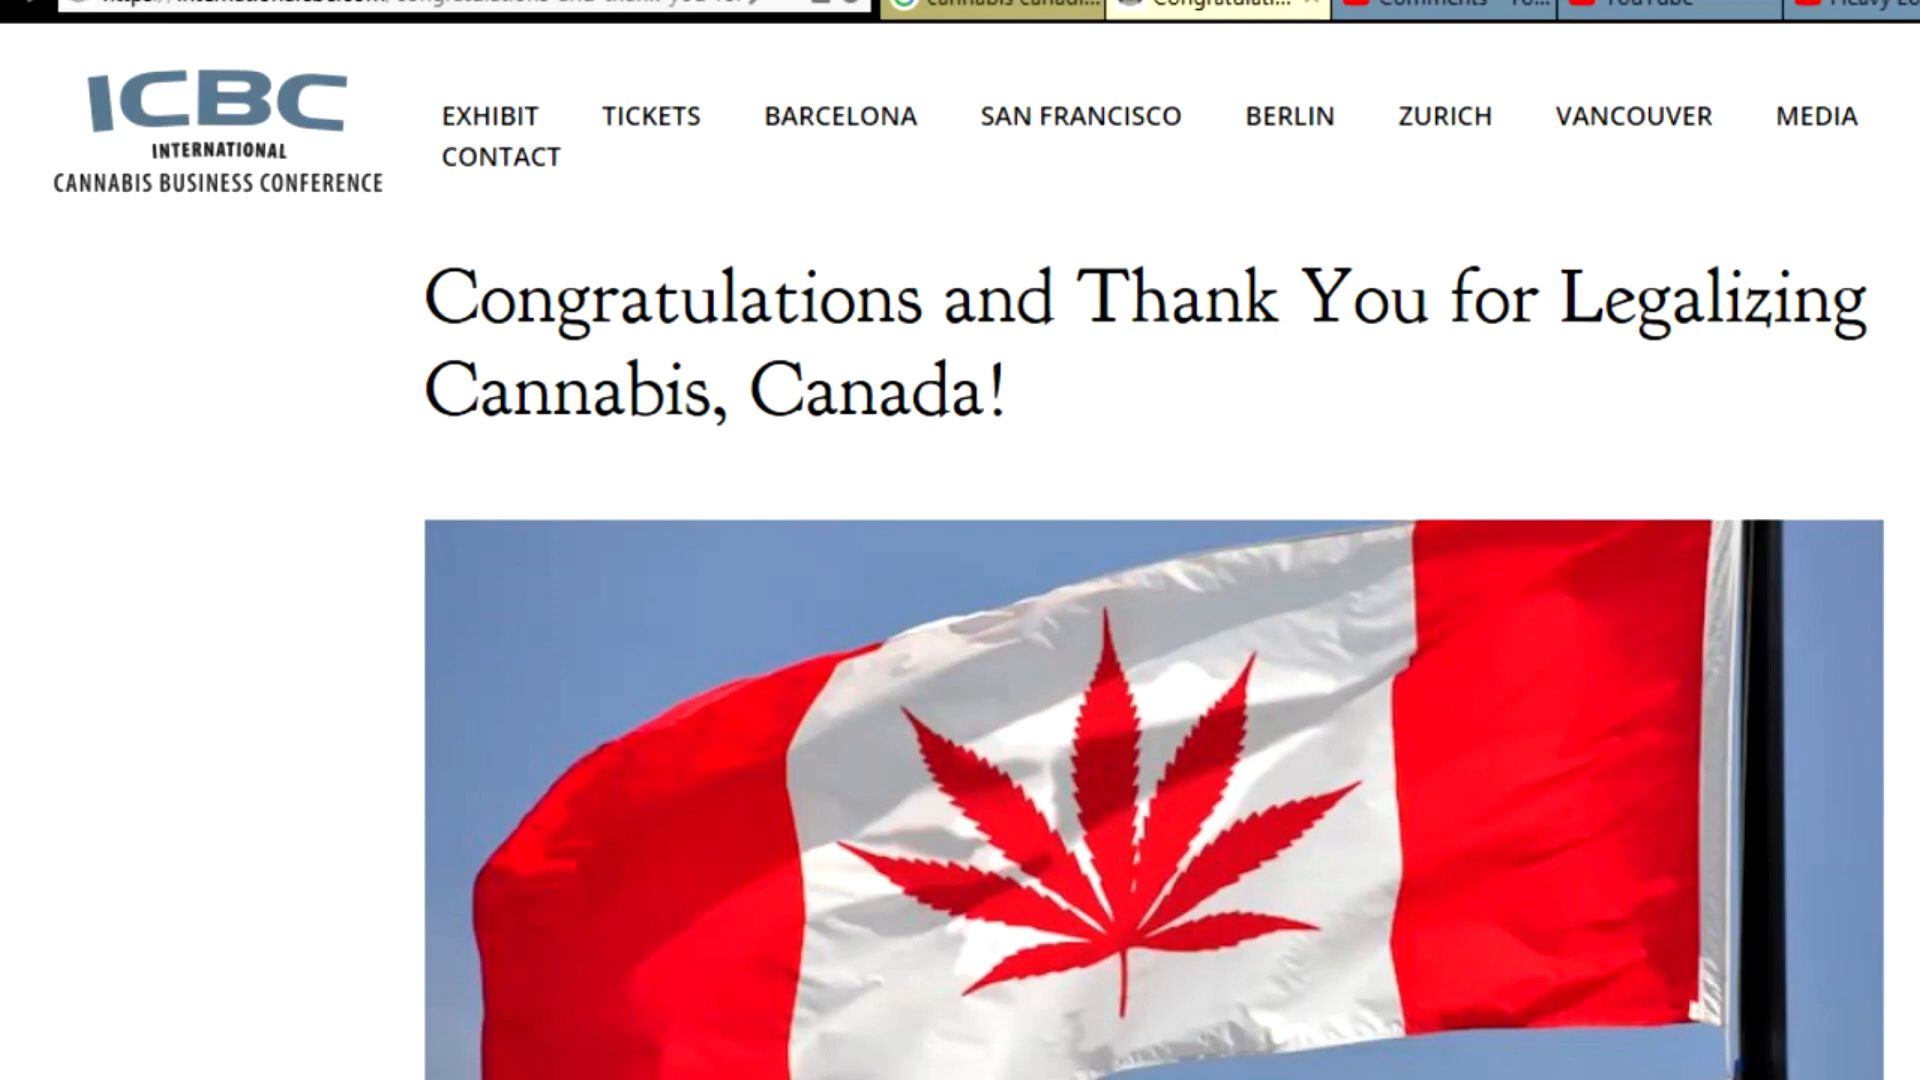 ICBC
INTERNATIONAL
CANNABIS BUSINESS CONFERENCE
EXHIBIT TICKETS BARCELONA SAN FRANCISCO BERLIN ZURICH VANCOUVER MEDIA
CONTACT
Congratulations and Thank You for Legalizing
Cannabis, Canada!